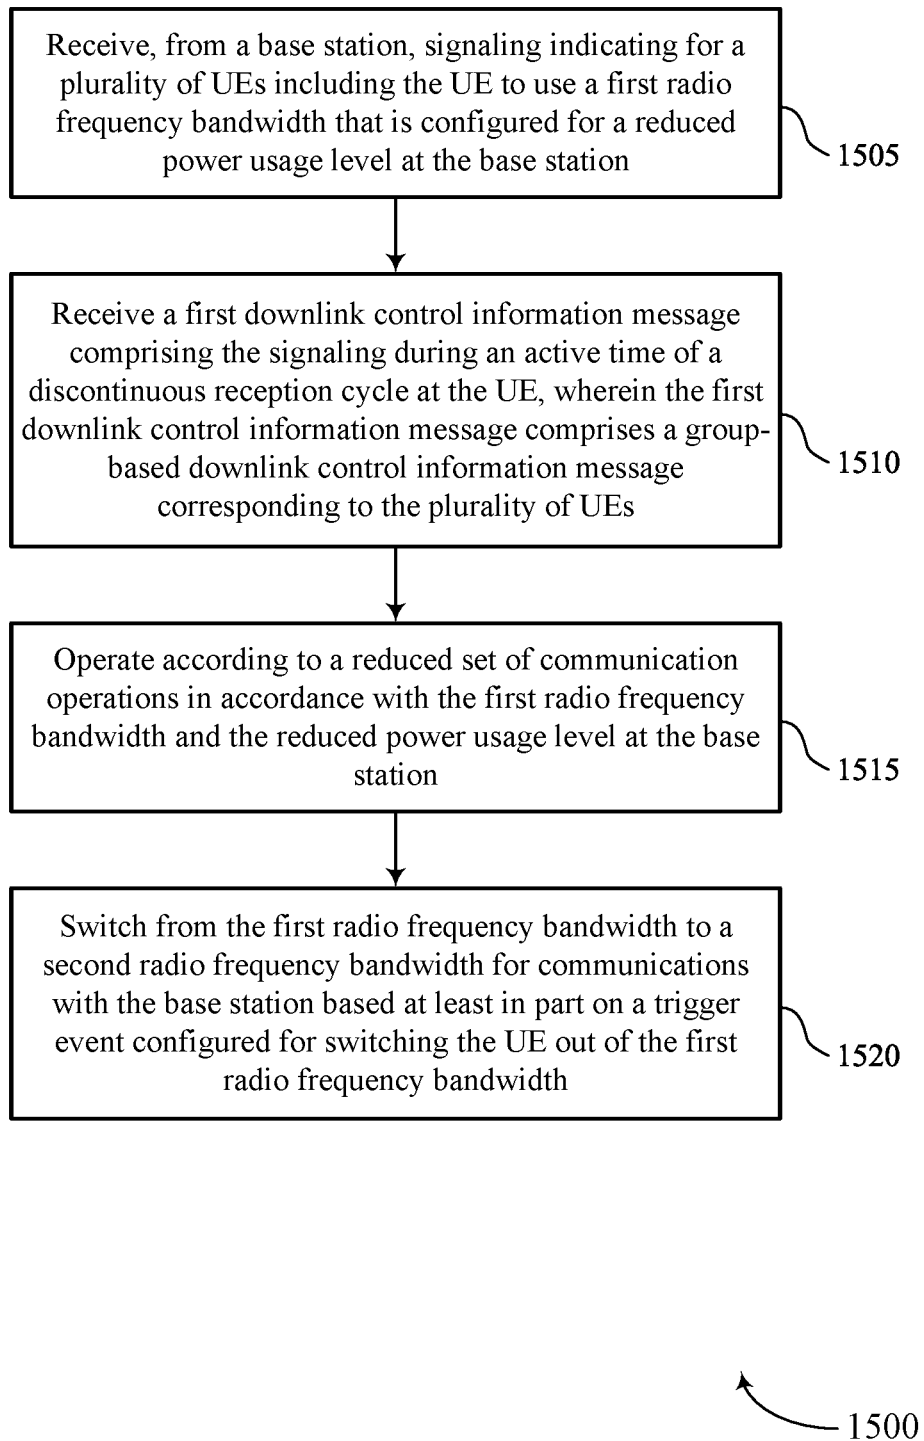 Receive, from a base station, signaling indicating for a
plurality of UEs including the UE to use a first radio
frequency bandwidth that is configured for a reduced
power usage level at the base station
1505
Receive a first downlink control information message
comprising the signaling during an active time of a
discontinuous reception cycle at the UE, wherein the first
downlink control information message comprises a group-
based downlink control information message
corresponding to the plurality of UEs
1510
Operate according to a reduced set of communication
operations in accordance with the first radio frequency
bandwidth and the reduced power usage level at the base
station
1515
Switch from the first radio frequency bandwidth to a
second radio frequency bandwidth for communications
with the base station based at least in part on a trigger
event configured for switching the UE out of the first
radio frequency bandwidth
1520
1500